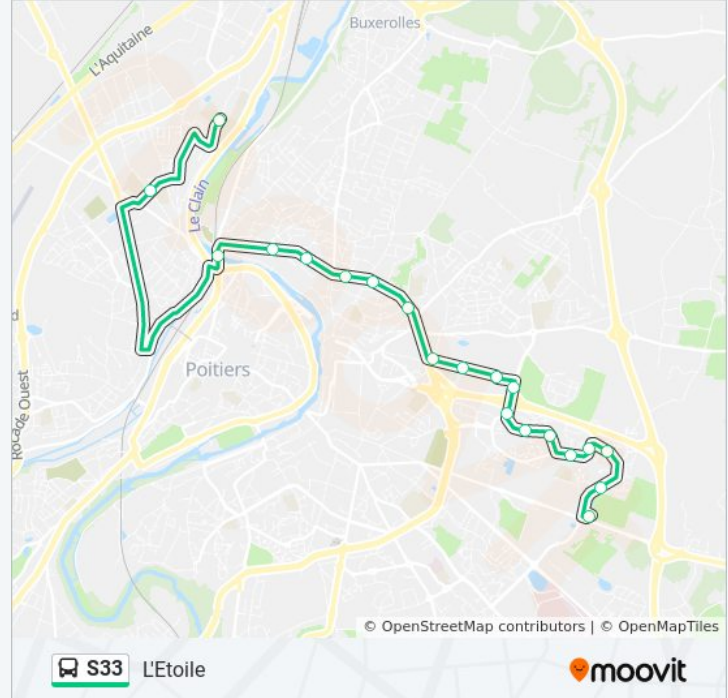 Buxerolles
L'Aquitaine
Le Clain
d
Poitiers
Rocade Ouest
© OpenStreetMap contributors | © OpenMapTiles
S33 L'Etoile
moovit